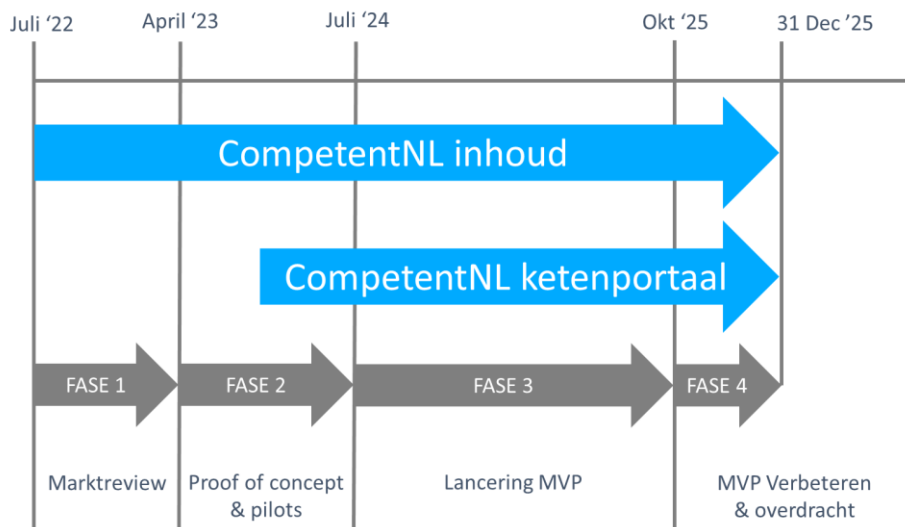 Juli ‘22
April ‘23
Juli ‘24
Okt ‘25
31 Dec ’25
CompetentNL inhoud
CompetentNL ketenportaal
FASE 1
FASE 2
FASE 3
FASE 4
Marktreview
Proof of concept
& pilots
Lancering MVP
MVP Verbeteren
& overdracht